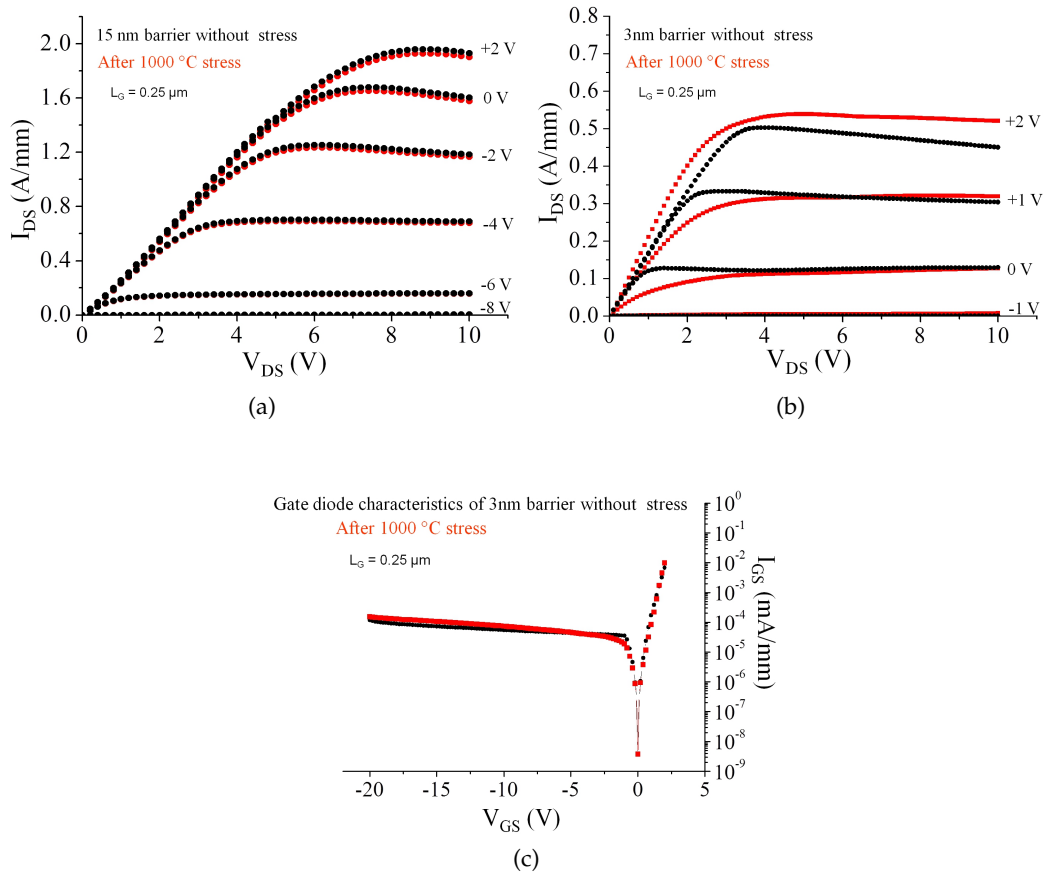 15 nm barrier without stress
After 1000 °C stress
L_G = 0.25 µm
I_DS (A/mm)
2.0
1.6
1.2
0.8
0.4
0.0
+2 V
0 V
-2 V
-4 V
-6 V
-8 V
0 2 4 6 8 10
V_DS (V)
(a)
3nm barrier without stress
After 1000 °C stress
L_G = 0.25 µm
I_DS (A/mm)
0.8
0.7
0.6
0.5
0.4
0.3
0.2
0.1
0.0
+2 V
+1 V
0 V
-1 V
0 2 4 6 8 10
V_DS (V)
(b)
Gate diode characteristics of 3nm barrier without stress
After 1000 °C stress
L_G = 0.25 µm
10^0
10^-1
10^-2
10^-3
10^-4
10^-5
10^-6
10^-7
10^-8
10^-9
I_GS (mA/mm)
-20 -15 -10 -5 0 5
V_GS (V)
(c)